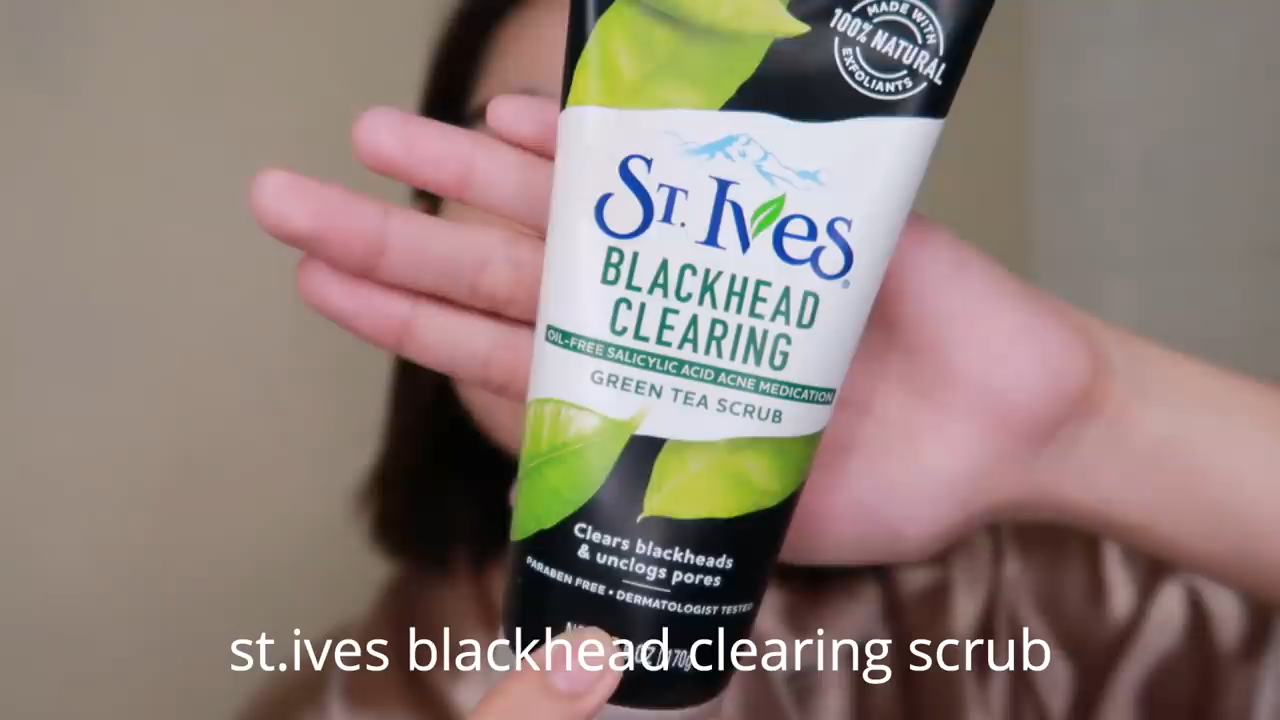 MADE WITH
100% NATURAL
EXFOLIANTS
ST. IVES
BLACKHEAD
CLEARING
OIL-FREE SALICYLIC ACID ACNE MEDICATION
GREEN TEA SCRUB
Clears blackheads
& unclogs pores
PARABEN FREE • DERMATOLOGIST TESTED
st.ives blackhead clearing scrub